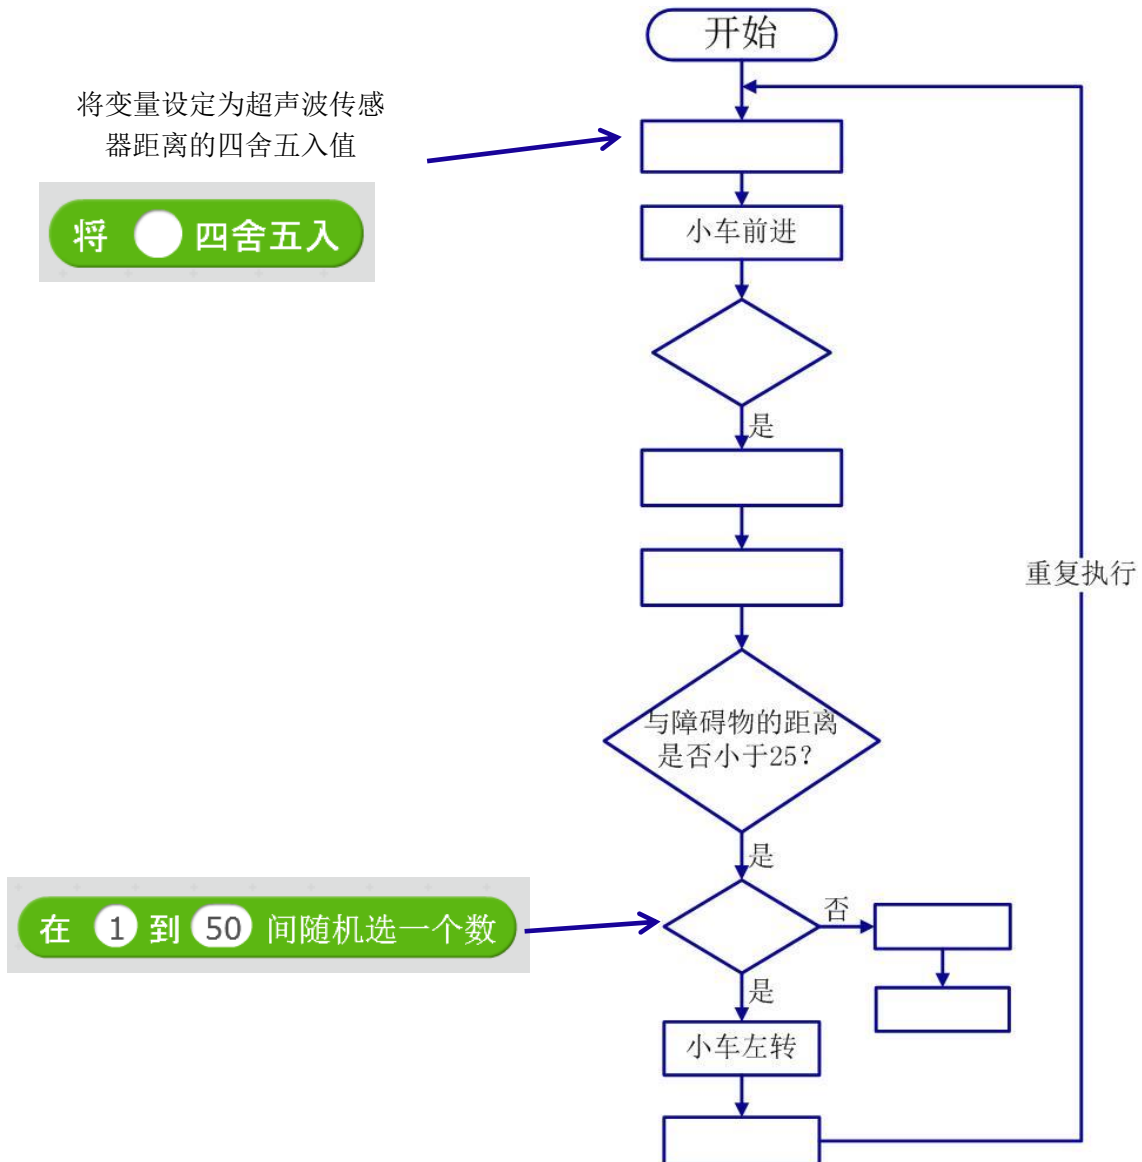 开始
将变量设定为超声波传感
器距离的四舍五入值
将 四舍五入
小车前进
是
重复执行
与障碍物的距离
是否小于25?
是
在 1 到 50 间随机选一个数
否
是
小车左转